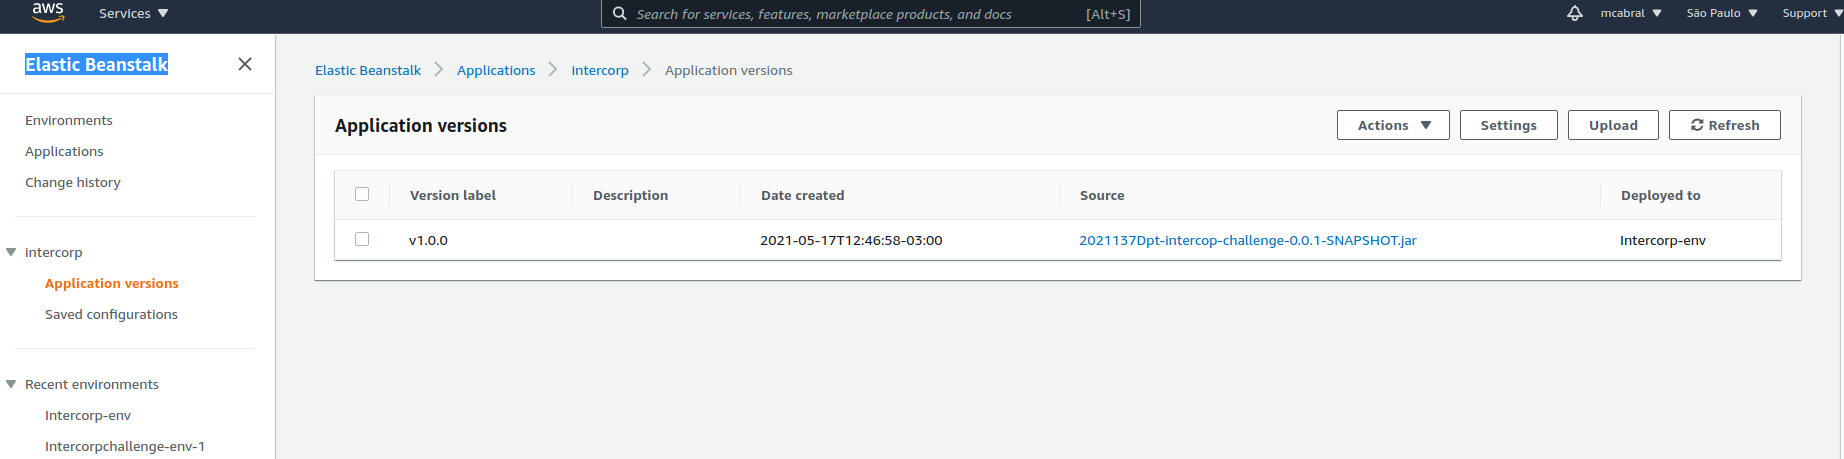 aws
Services
Search for services, features, marketplace products, and docs [Alt+S]
mcabral
São Paulo
Support
Elastic Beanstalk
Environments
Applications
Change history
intercorp
Application versions
Saved configurations
Recent environments
Intercorp-env
Intercorpchallenge-env-1
Elastic Beanstalk Applications intercorp Application versions
Application versions
Actions Settings Upload Refresh
Version label Description Date created Source Deployed to
v1.0.0 2021-05-17T12:46:58-03:00 2021137Dpt-intercop-challenge-0.0.1-SNAPSHOT.jar Intercorp-env